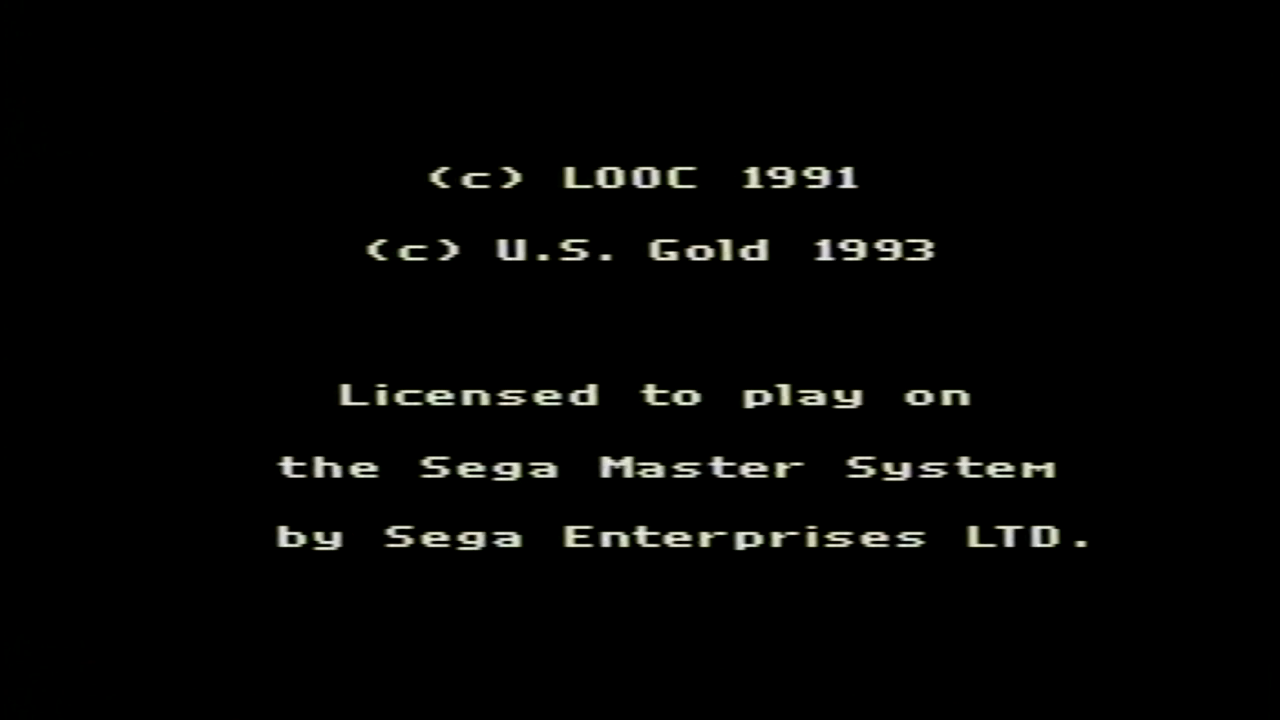 (c) LOOC 1991
(c) U.S. Gold 1993
Licensed to play on
the Sega Master System
by Sega Enterprises LTD.